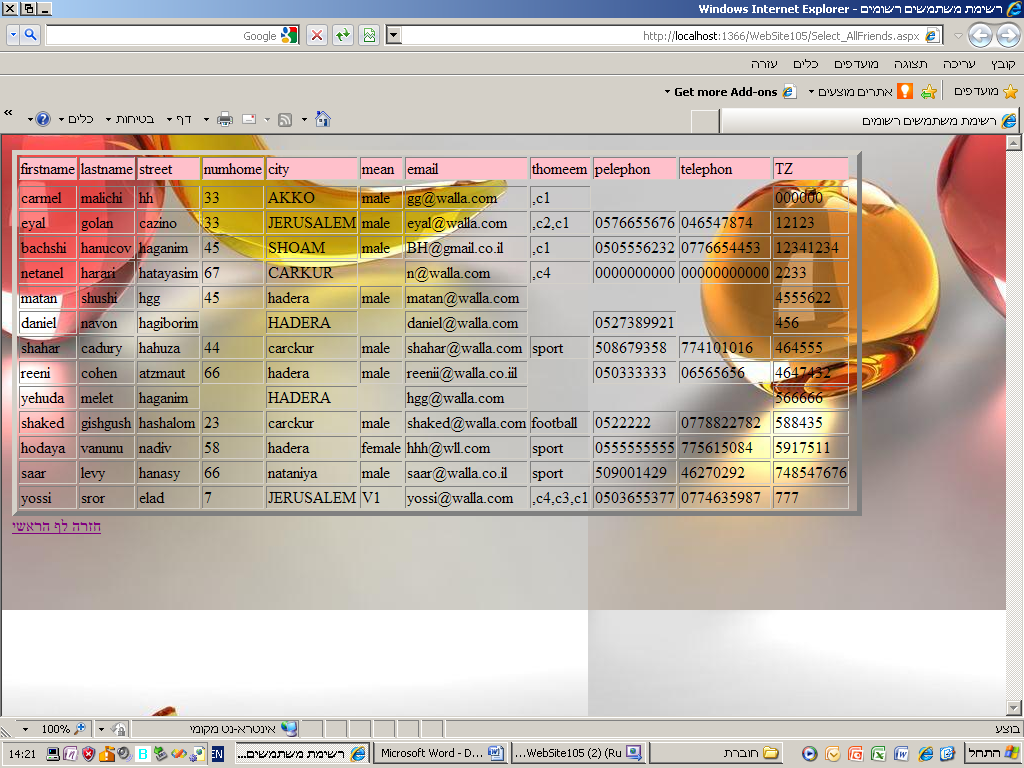 רשימת משתמשים רשומים - Windows Internet Explorer
http://localhost:1366/WebSite105/Select_AllFriends.aspx Google
קובץ עריכה תצוגה מועדפים כלים עזרה
מועדפים אתרים מוצעים Get more Add-ons
רשימת משתמשים רשומים
דף בטיחות כלים «
firstname lastname street numhome city mean email thomeem pelephon telephon TZ
carmel malichi hh 33 AKKO male gg@walla.com ,c1 000000
eyal golan cazino 33 JERUSALEM male eyal@walla.com ,c2,c1 0576655676 046547874 12123
bachshi hanucov haganim 45 SHOAM male BH@gmail.co.il ,c1 0505556232 0776654453 12341234
netanel harari hatayasim 67 CARKUR n@walla.com ,c4 0000000000 00000000000 2233
matan shushi hgg 45 hadera male matan@walla.com 4555622
daniel navon hagiborim HADERA daniel@walla.com 0527389921 456
shahar cadury hahuza 44 carckur male shahar@walla.com sport 508679358 774101016 464555
reeni cohen atzmaut 66 hadera male reenii@walla.co.iil 050333333 06565656 4647432
yehuda melet haganim HADERA hgg@walla.com 566666
shaked gishgush hashalom 23 carckur male shaked@walla.com football 0522222 0778822782 588435
hodaya vanunu nadiv 58 hadera female hhh@wll.com sport 0555555555 775615084 5917511
saar levy hanasy 66 nataniya male saar@walla.co.il sport 509001429 46270292 748547676
yossi sror elad 7 JERUSALEM V1 yossi@walla.com ,c4,c3,c1 0503655377 0774635987 777
חזרה לף הראשי
בוצע אינטרא-נט מקומי 100%
התחל חוברת ...WebSite105 (2) (Ru Microsoft Word - D... רשימת משתמשים... EN 14:21